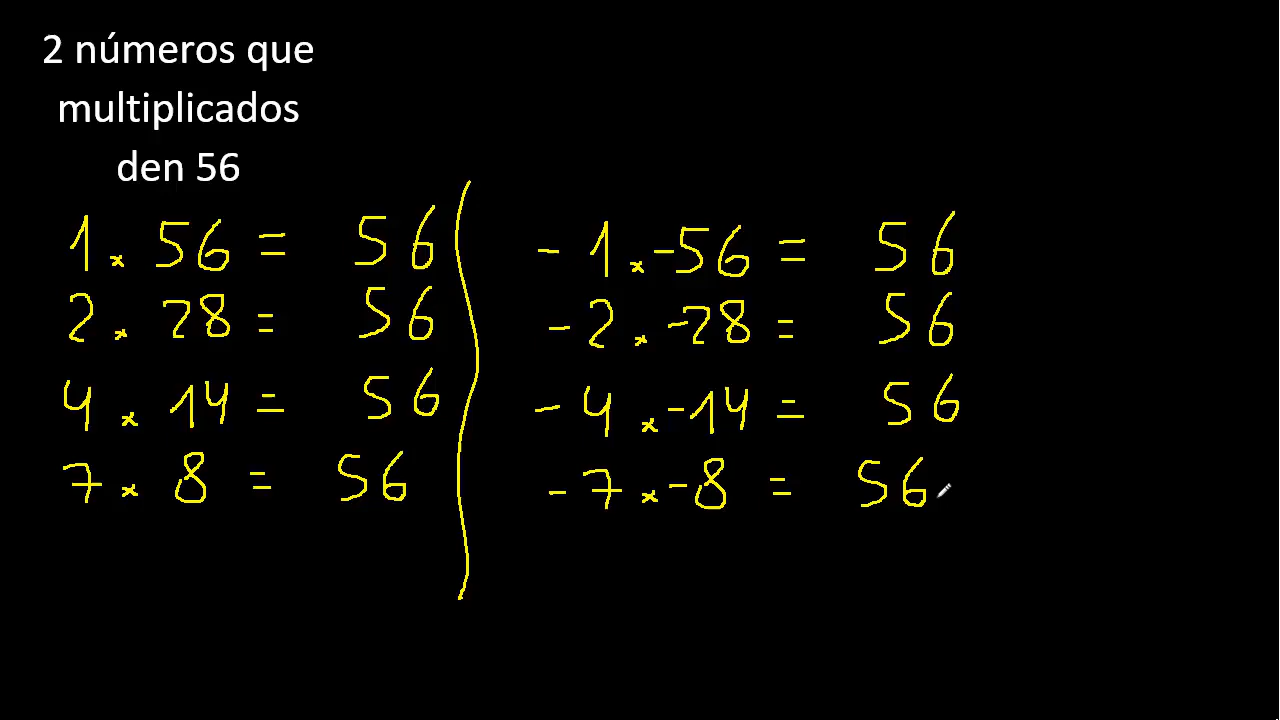 2 números que
multiplicados
den 56
1 × 56 = 56
2 × 28 = 56
4 × 14 = 56
7 × 8 = 56
- 1 × -56 = 56
- 2 × -28 = 56
- 4 × -14 = 56
- 7 × -8 = 56